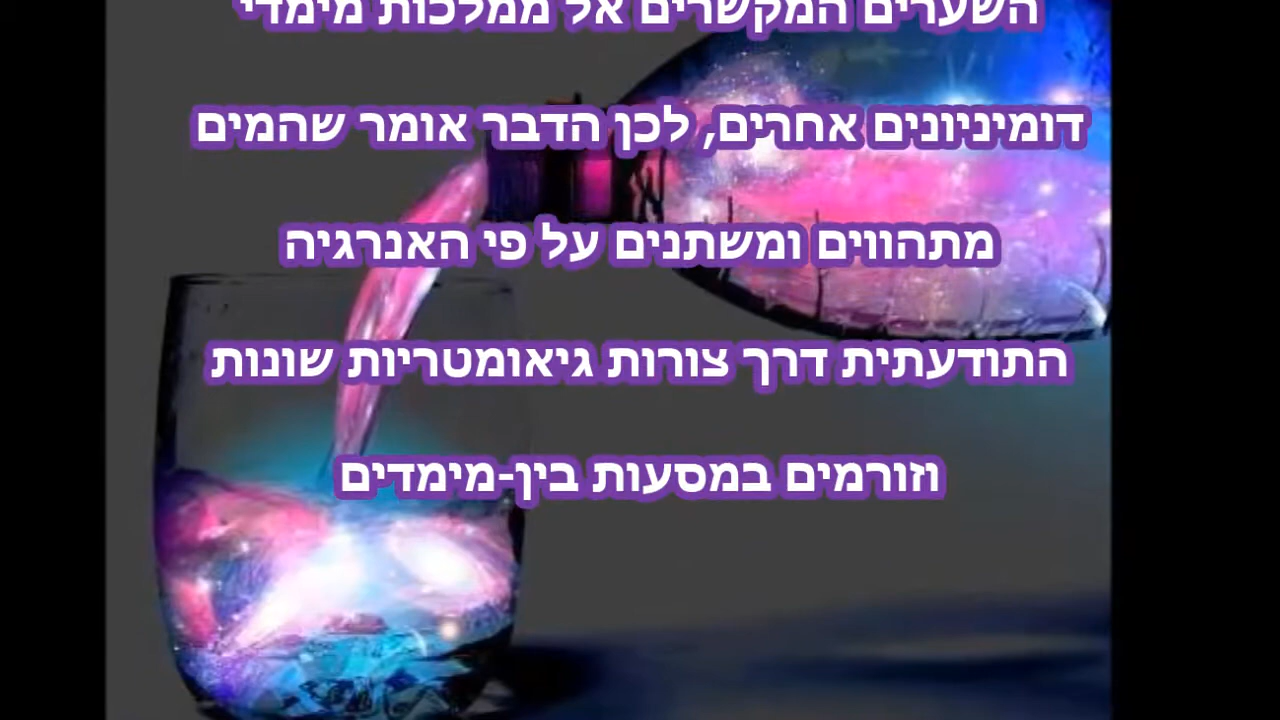 השערים המקשרים אל ממלכות מימדי
דומיניונים אחרים, לכן הדבר אומר שהמים
מתהווים ומשתנים על פי האנרגיה
התודעתית דרך צורות גיאומטריות שונות
וזורמים במסעות בין-מימדים